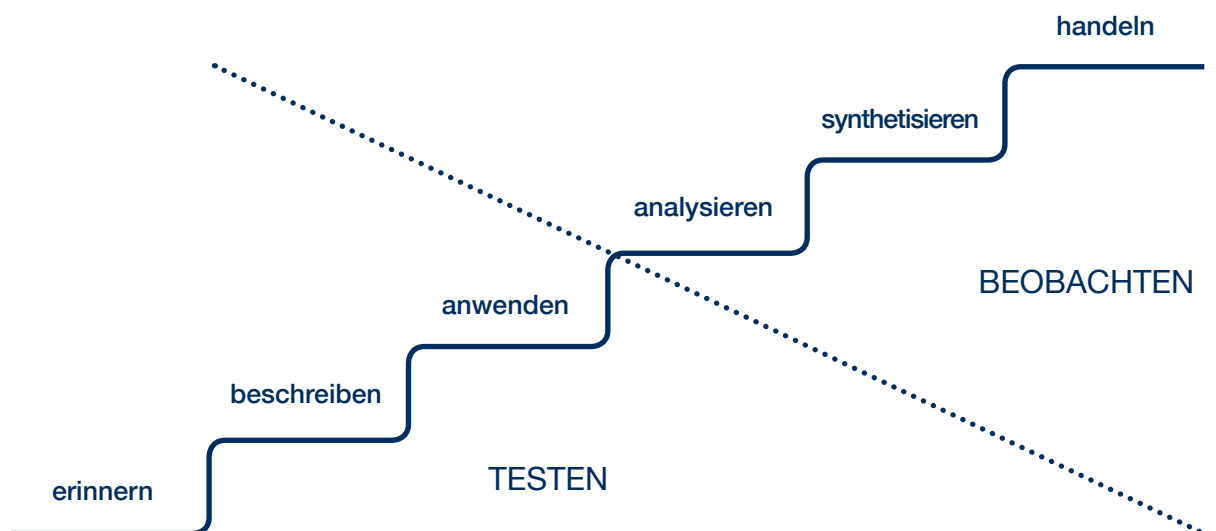 handeln
synthetisieren
analysieren
BEOBACHTEN
anwenden
beschreiben
TESTEN
erinnern